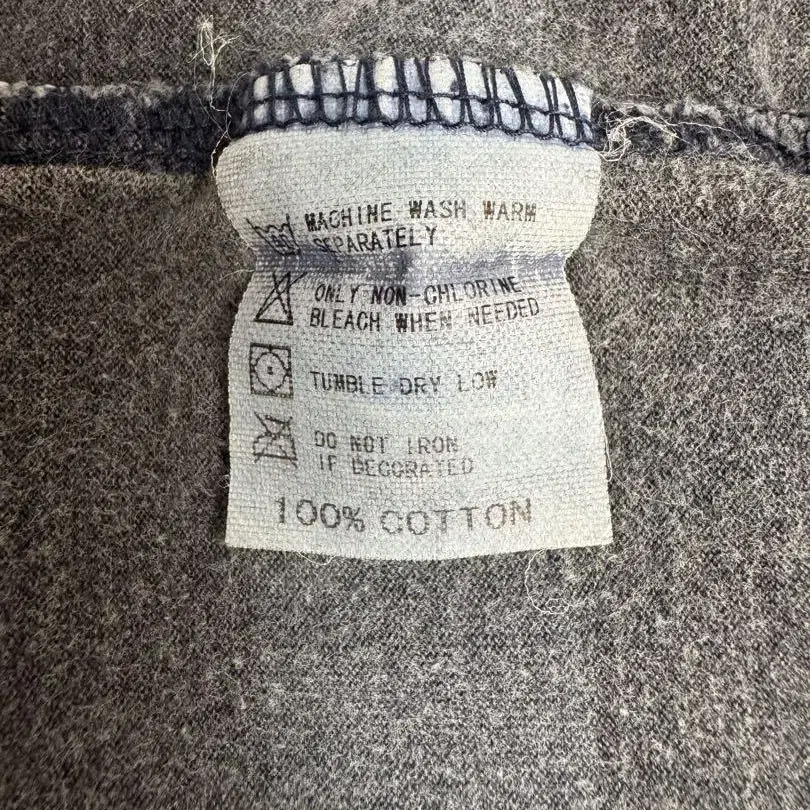 MACHINE WASH WARM
SEPARATELY
ONLY NON-CHLORINE
BLEACH WHEN NEEDED
TUMBLE DRY LOW
DO NOT IRON
IF DECORATED
100% COTTON